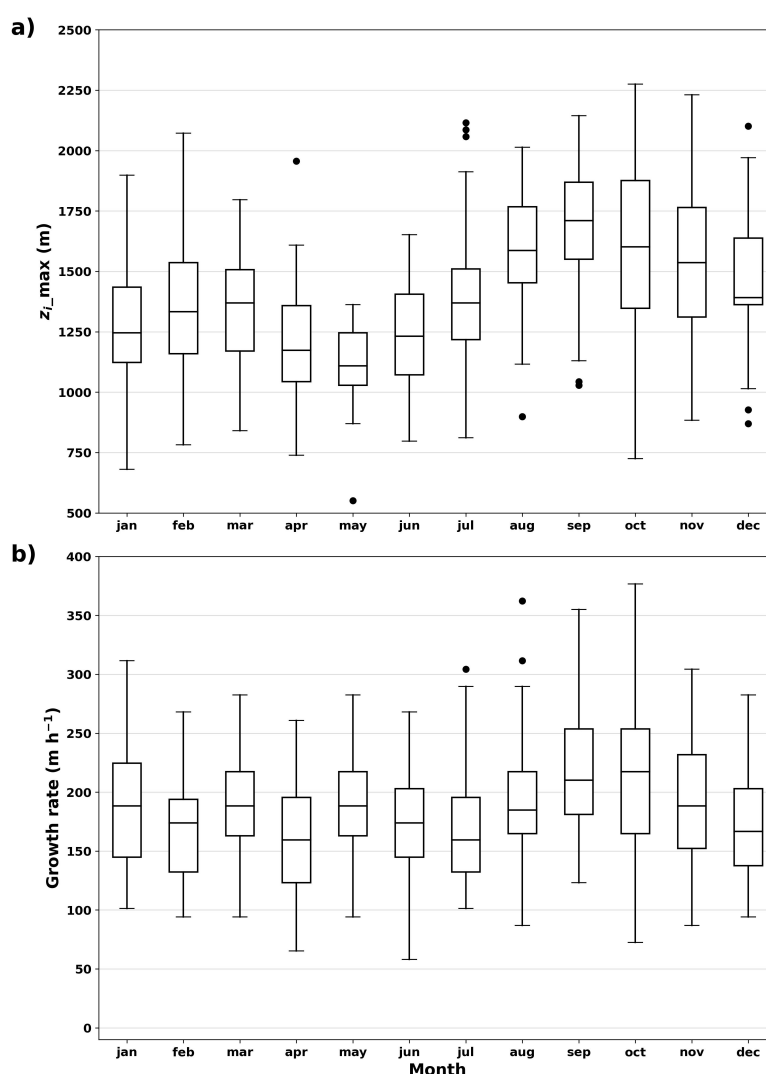 a)
2500
2250
2000
1750
1500
1250
1000
750
500
z_i_max (m)
jan feb mar apr may jun jul aug sep oct nov dec
b)
400
350
300
250
200
150
100
50
0
Growth rate (m h⁻¹)
jan feb mar apr may jun jul aug sep oct nov dec
Month